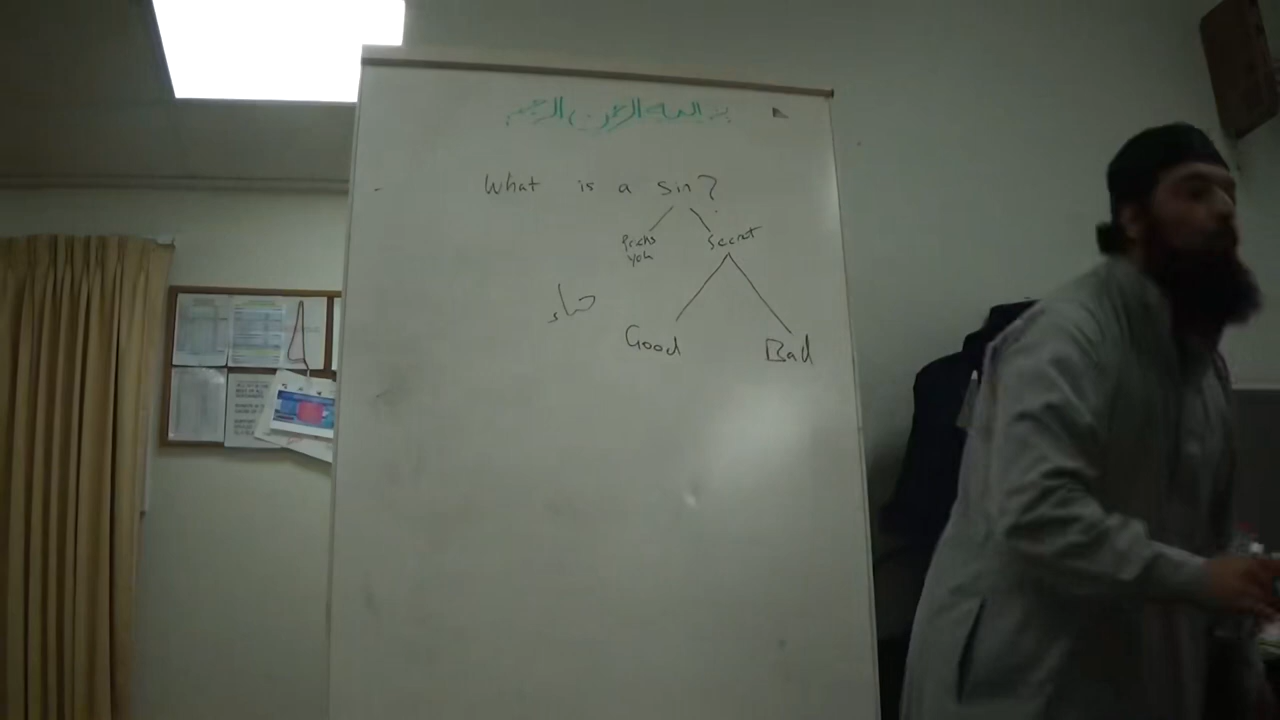 بسم الله الرحمن الرحيم
What is a Sin?
Pricks Secret
you
حياء
Good Bad